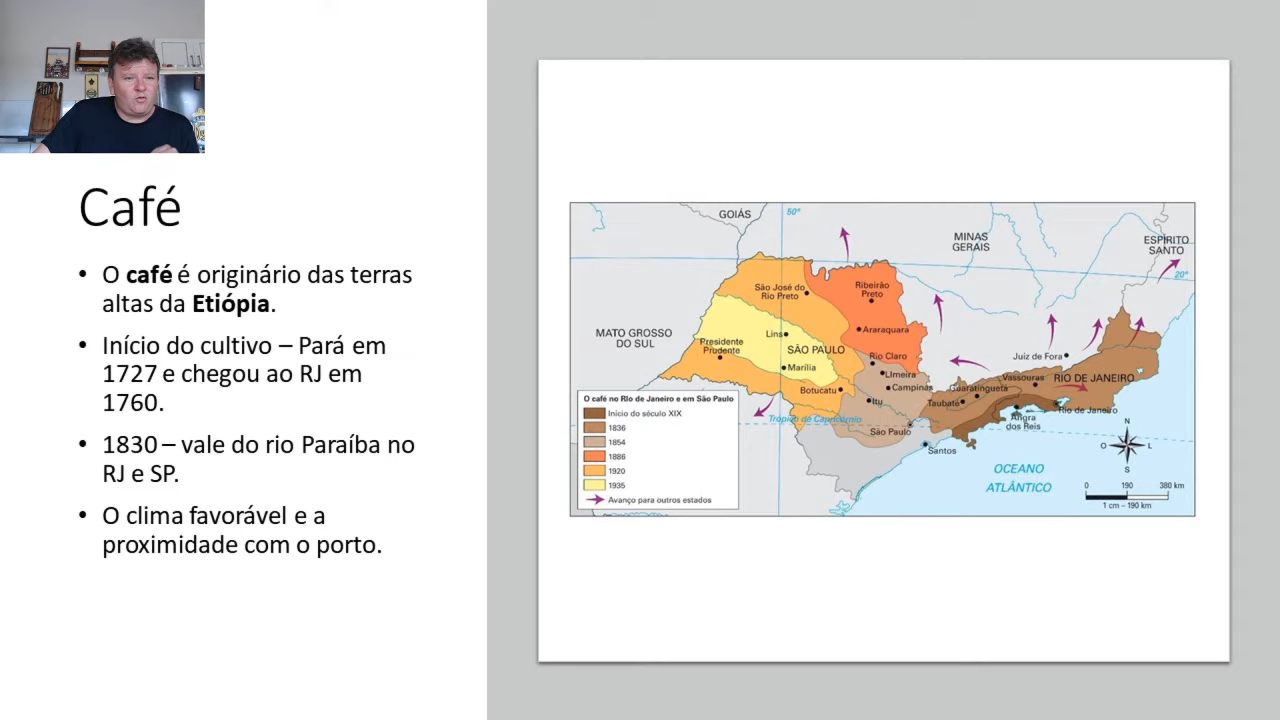 Café
• O café é originário das terras
altas da Etiópia.
• Início do cultivo – Pará em
1727 e chegou ao RJ em
1760.
• 1830 – vale do rio Paraíba no
RJ e SP.
• O clima favorável e a
proximidade com o porto.
GOIÁS
50°
MINAS
GERAIS
ESPÍRITO
SANTO
20°
São José do
Rio Preto
Ribeirão
Preto
MATO GROSSO
DO SUL
Lins
Araraquara
Presidente
Prudente
SÃO PAULO
Rio Claro
Juiz de Fora
Marília
Limeira
Vassouras
RIO DE JANEIRO
Botucatu
Campinas
Guaratinguetá
Itu
Taubaté
Rio de Janeiro
Angra
dos Reis
Trópico de Capricórnio
São Paulo
Santos
O café no Rio de Janeiro e em São Paulo
Início do século XIX
1836
1854
1886
1920
1935
Avanço para outros estados
OCEANO
ATLÂNTICO
N
O
L
S
0 190 380 km
1 cm – 190 km